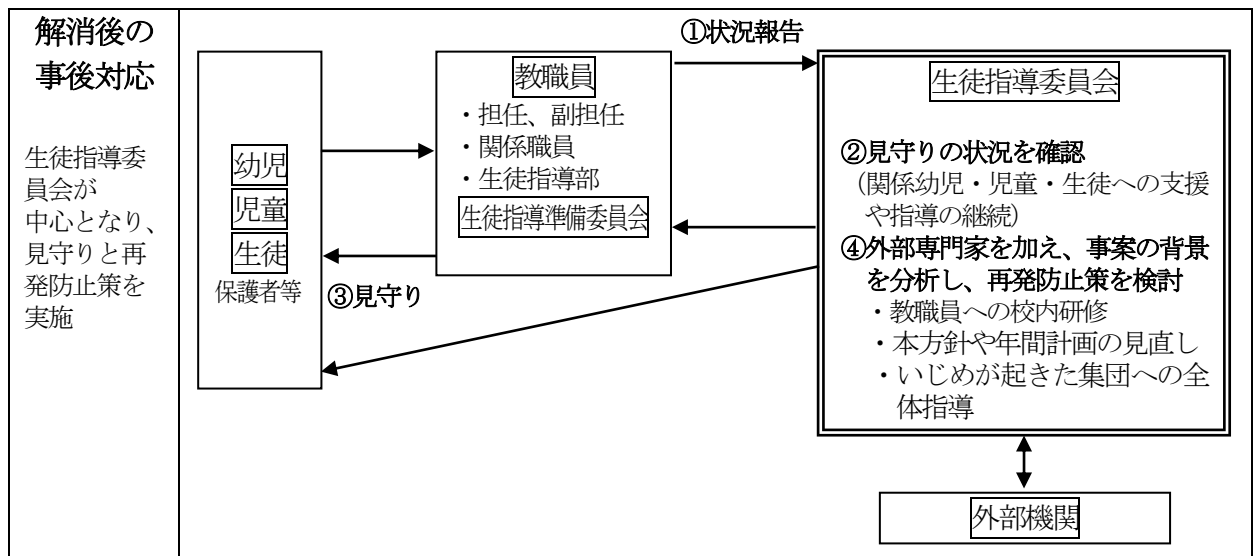 解消後の
事後対応
生徒指導委
員会が
中心となり、
見守りと再
発防止策を
実施
幼児
児童
生徒
保護者等
①状況報告
教職員
・担任、副担任
・関係職員
・生徒指導部
生徒指導準備委員会
③見守り
生徒指導委員会
②見守りの状況を確認
（関係幼児・児童・生徒への支援
や指導の継続）
④外部専門家を加え、事案の背景
を分析し、再発防止策を検討
・教職員への校内研修
・本方針や年間計画の見直し
・いじめが起きた集団への全
体指導
外部機関